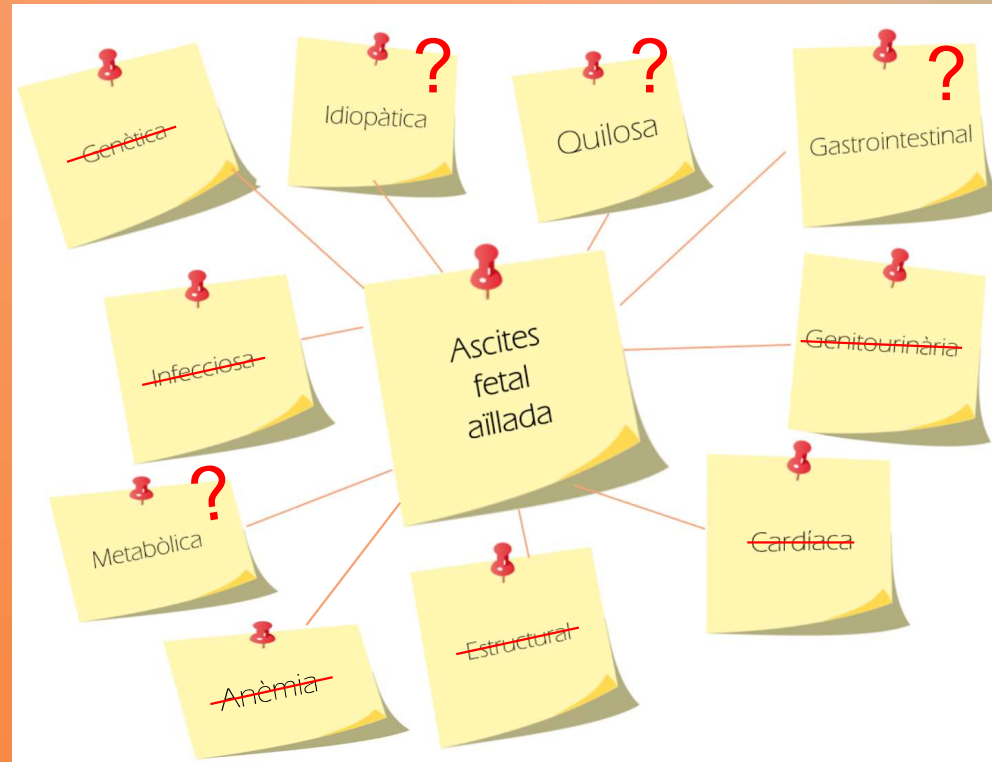 Genètica
Idiopàtica
?
Quilosa
?
Gastrointestinal
?
Infecciosa
Ascites
fetal
aïllada
Genitourinària
Metabòlica
?
Cardíaca
Anèmia
Estructural